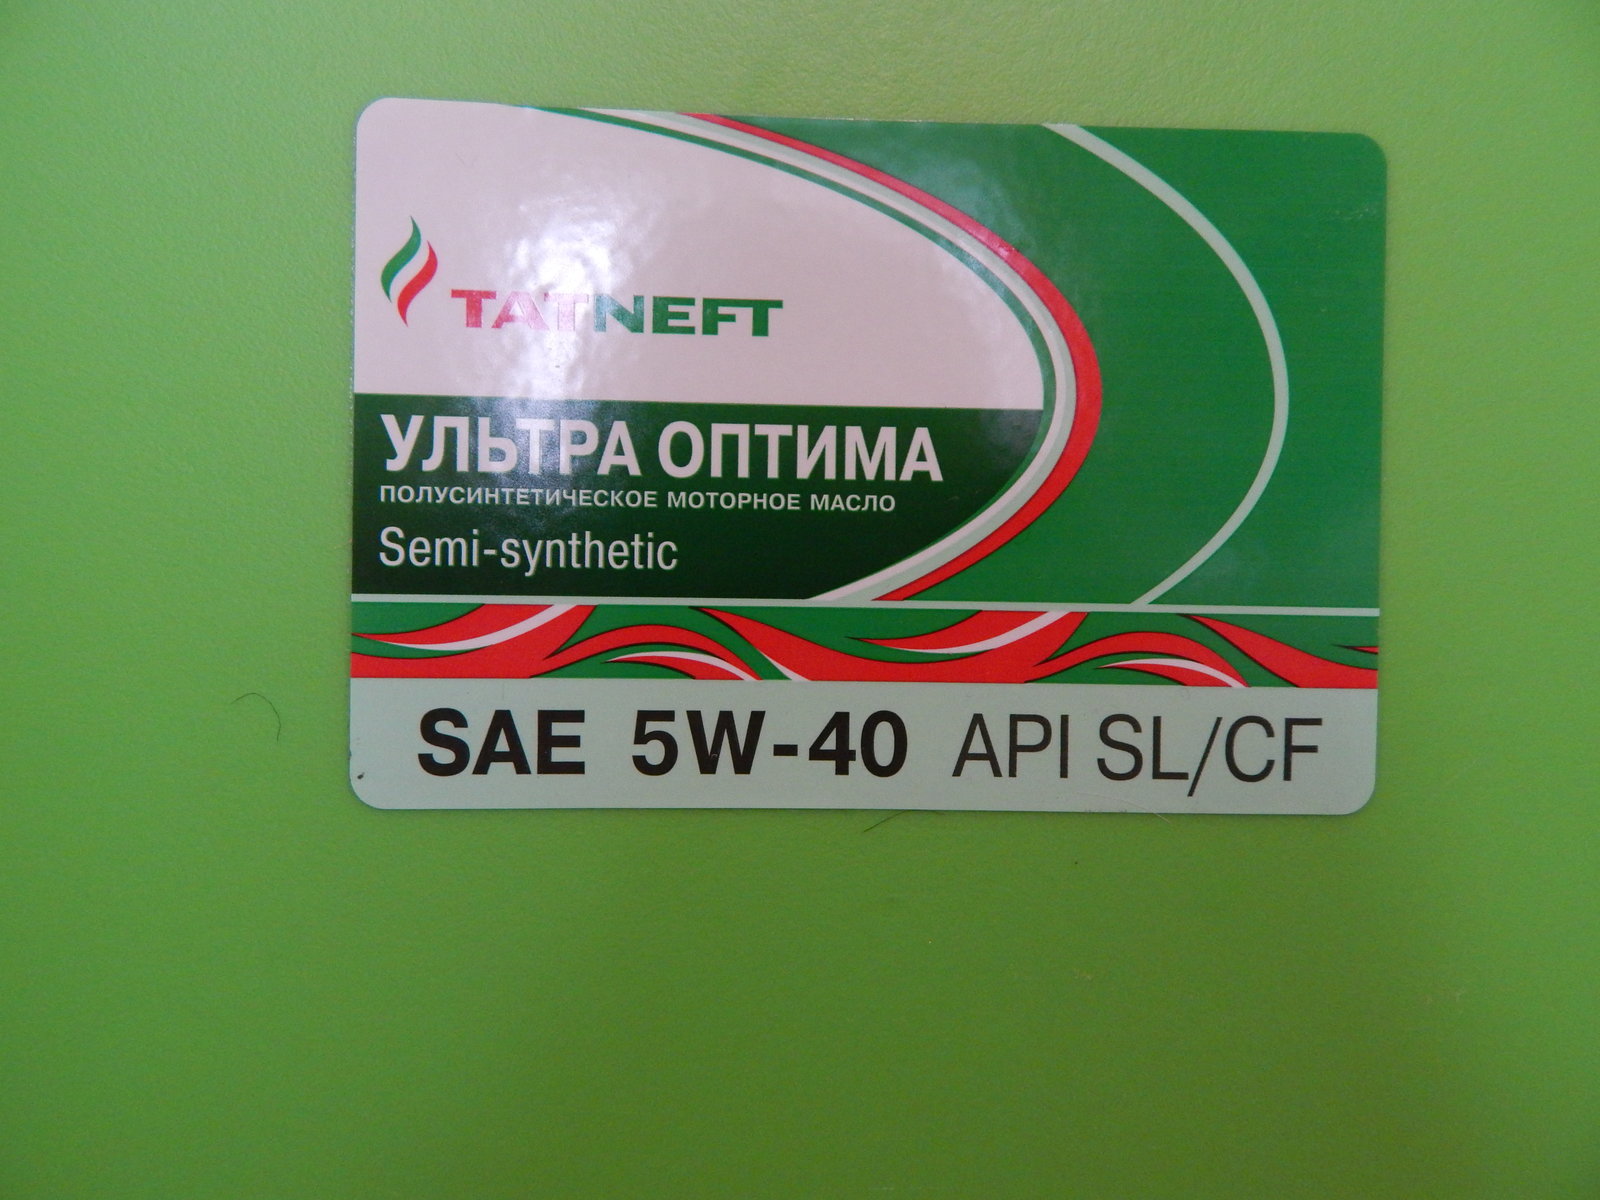 TATNEFT
УЛЬТРА ОПТИМА
ПОЛУСИНТЕТИЧЕСКОЕ МОТОРНОЕ МАСЛО
Semi-synthetic
SAE 5W-40 API SL/CF